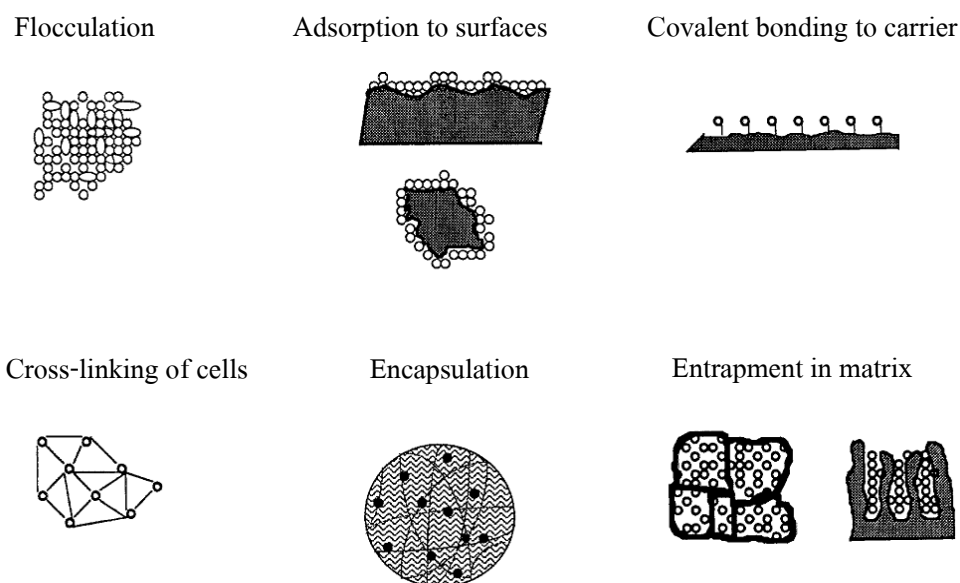 Flocculation
Adsorption to surfaces
Covalent bonding to carrier
Cross-linking of cells
Encapsulation
Entrapment in matrix